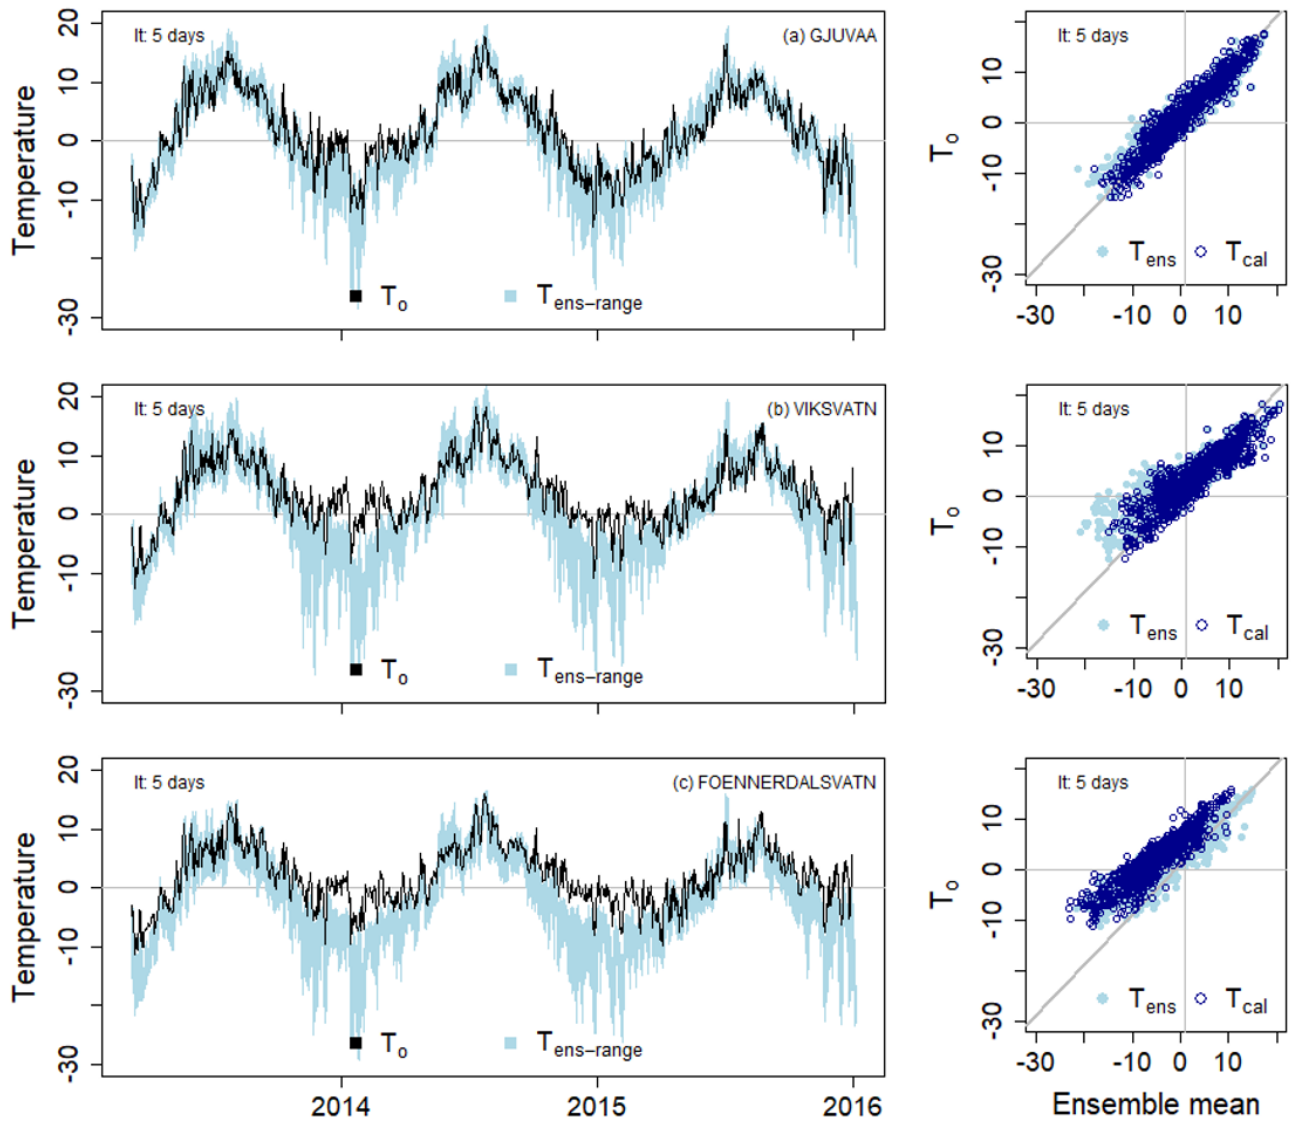 lt: 5 days
(a) GJUVAA
Temperature
20
10
0
-10
-30
T_o
T_ens-range
lt: 5 days
T_o
10
0
-10
-30
T_ens
T_cal
-30
-10
0
10
lt: 5 days
(b) VIKSVATN
Temperature
20
10
0
-10
-30
T_o
T_ens-range
lt: 5 days
T_o
10
0
-10
-30
T_ens
T_cal
-30
-10
0
10
lt: 5 days
(c) FOENNERDALSVATN
Temperature
20
10
0
-10
-30
T_o
T_ens-range
2014
2015
2016
lt: 5 days
T_o
10
0
-10
-30
T_ens
T_cal
-30
-10
0
10
Ensemble mean